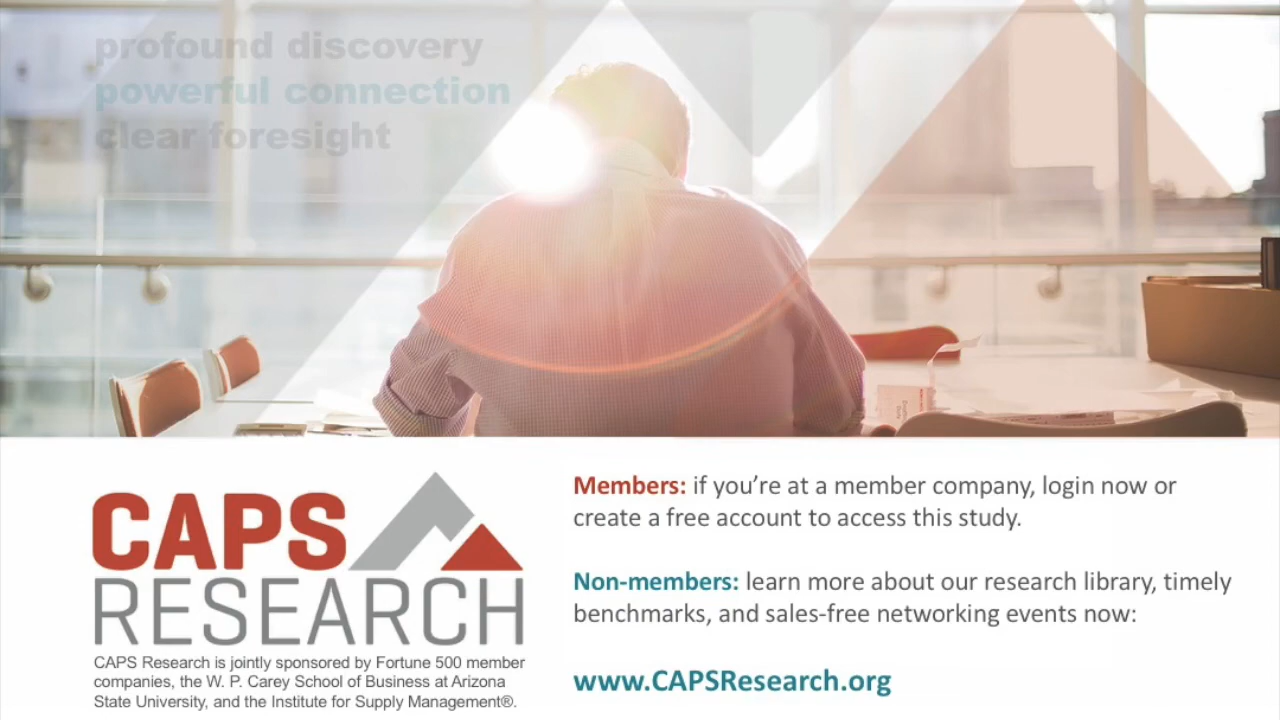 profound discovery
powerful connection
clear foresight
CAPS
RESEARCH
CAPS Research is jointly sponsored by Fortune 500 member
companies, the W. P. Carey School of Business at Arizona
State University, and the Institute for Supply Management®.
Members: if you’re at a member company, login now or
create a free account to access this study.
Non-members: learn more about our research library, timely
benchmarks, and sales-free networking events now:
www.CAPSResearch.org